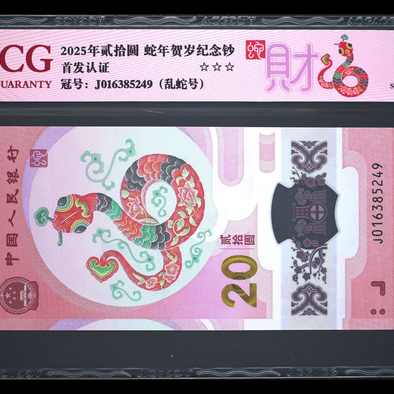 CG
UARANTY
2025年贰拾圆 蛇年贺岁纪念钞
首发认证 ☆☆☆
冠号：J016385249（乱蛇号）
财
S
中国人民银行
贰拾圆
20
J016385249